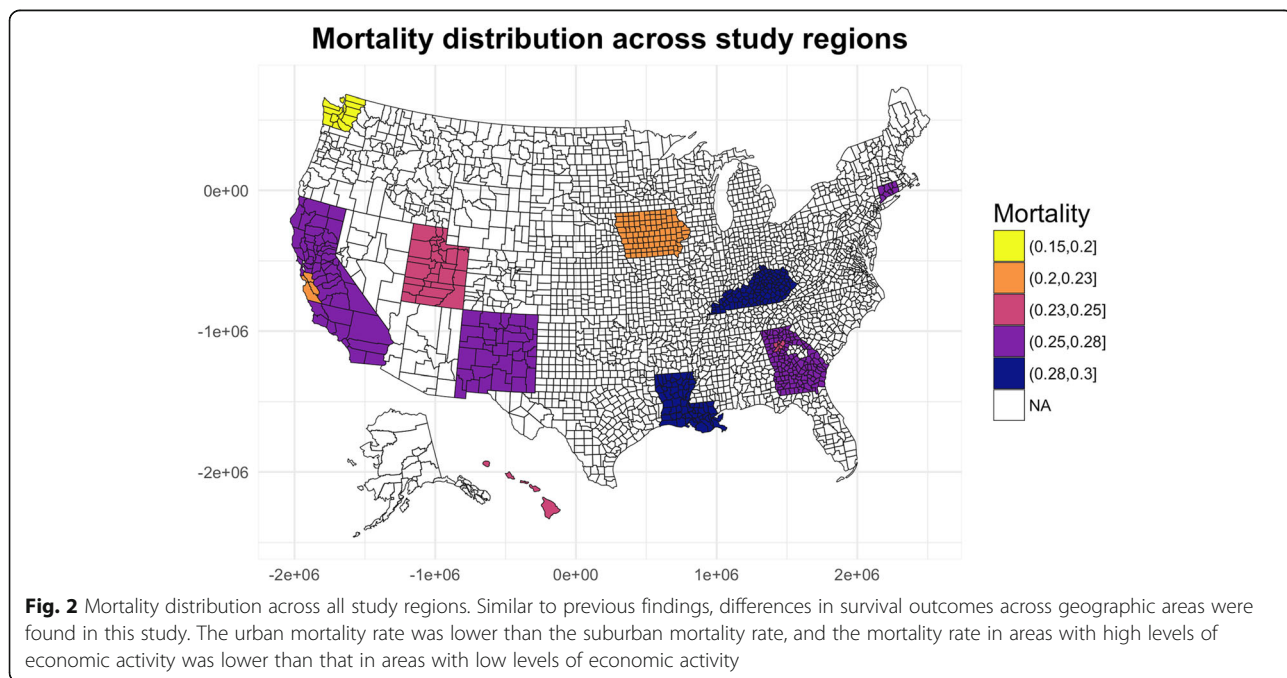 Mortality distribution across study regions
0e+00
-1e+06
-2e+06
-2e+06
-1e+06
0e+00
1e+06
2e+06
Mortality
(0.15,0.2]
(0.2,0.23]
(0.23,0.25]
(0.25,0.28]
(0.28,0.3]
NA
Fig. 2 Mortality distribution across all study regions. Similar to previous findings, differences in survival outcomes across geographic areas were
found in this study. The urban mortality rate was lower than the suburban mortality rate, and the mortality rate in areas with high levels of
economic activity was lower than that in areas with low levels of economic activity